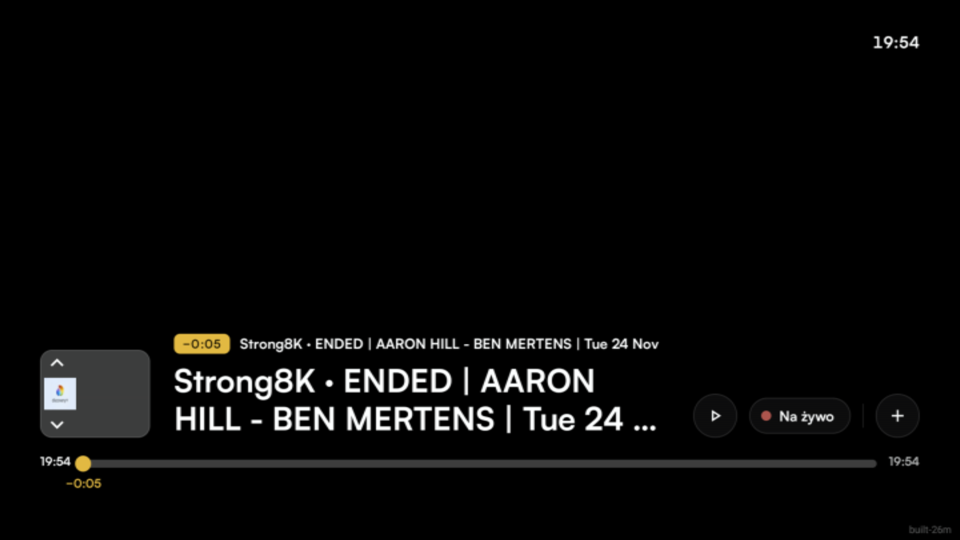 19:54
−0:05 Strong8K • ENDED | AARON HILL - BEN MERTENS | Tue 24 Nov
Strong8K • ENDED | AARON
HILL - BEN MERTENS | Tue 24 ...
Na żywo
19:54
19:54
−0:05
built-26m